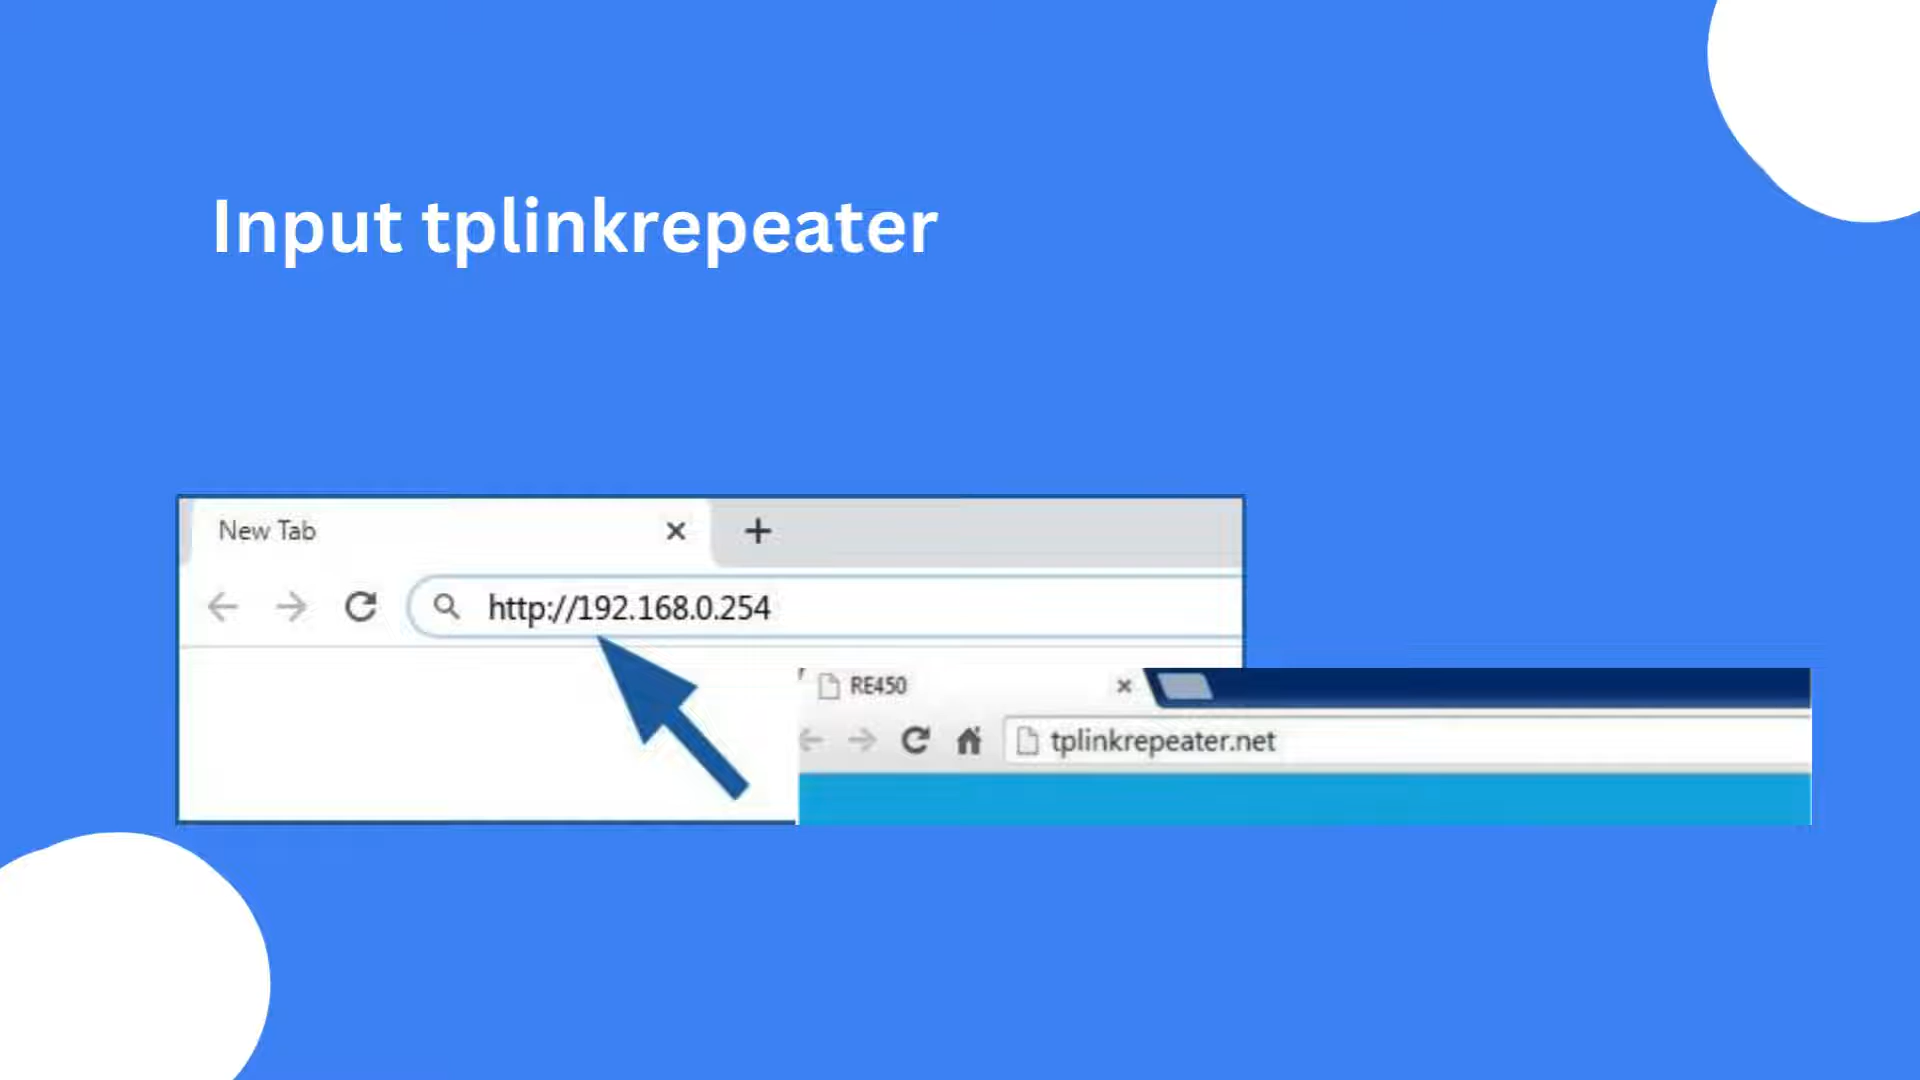 Input tplinkrepeater
New Tab
http://192.168.0.254
RE450
tplinkrepeater.net